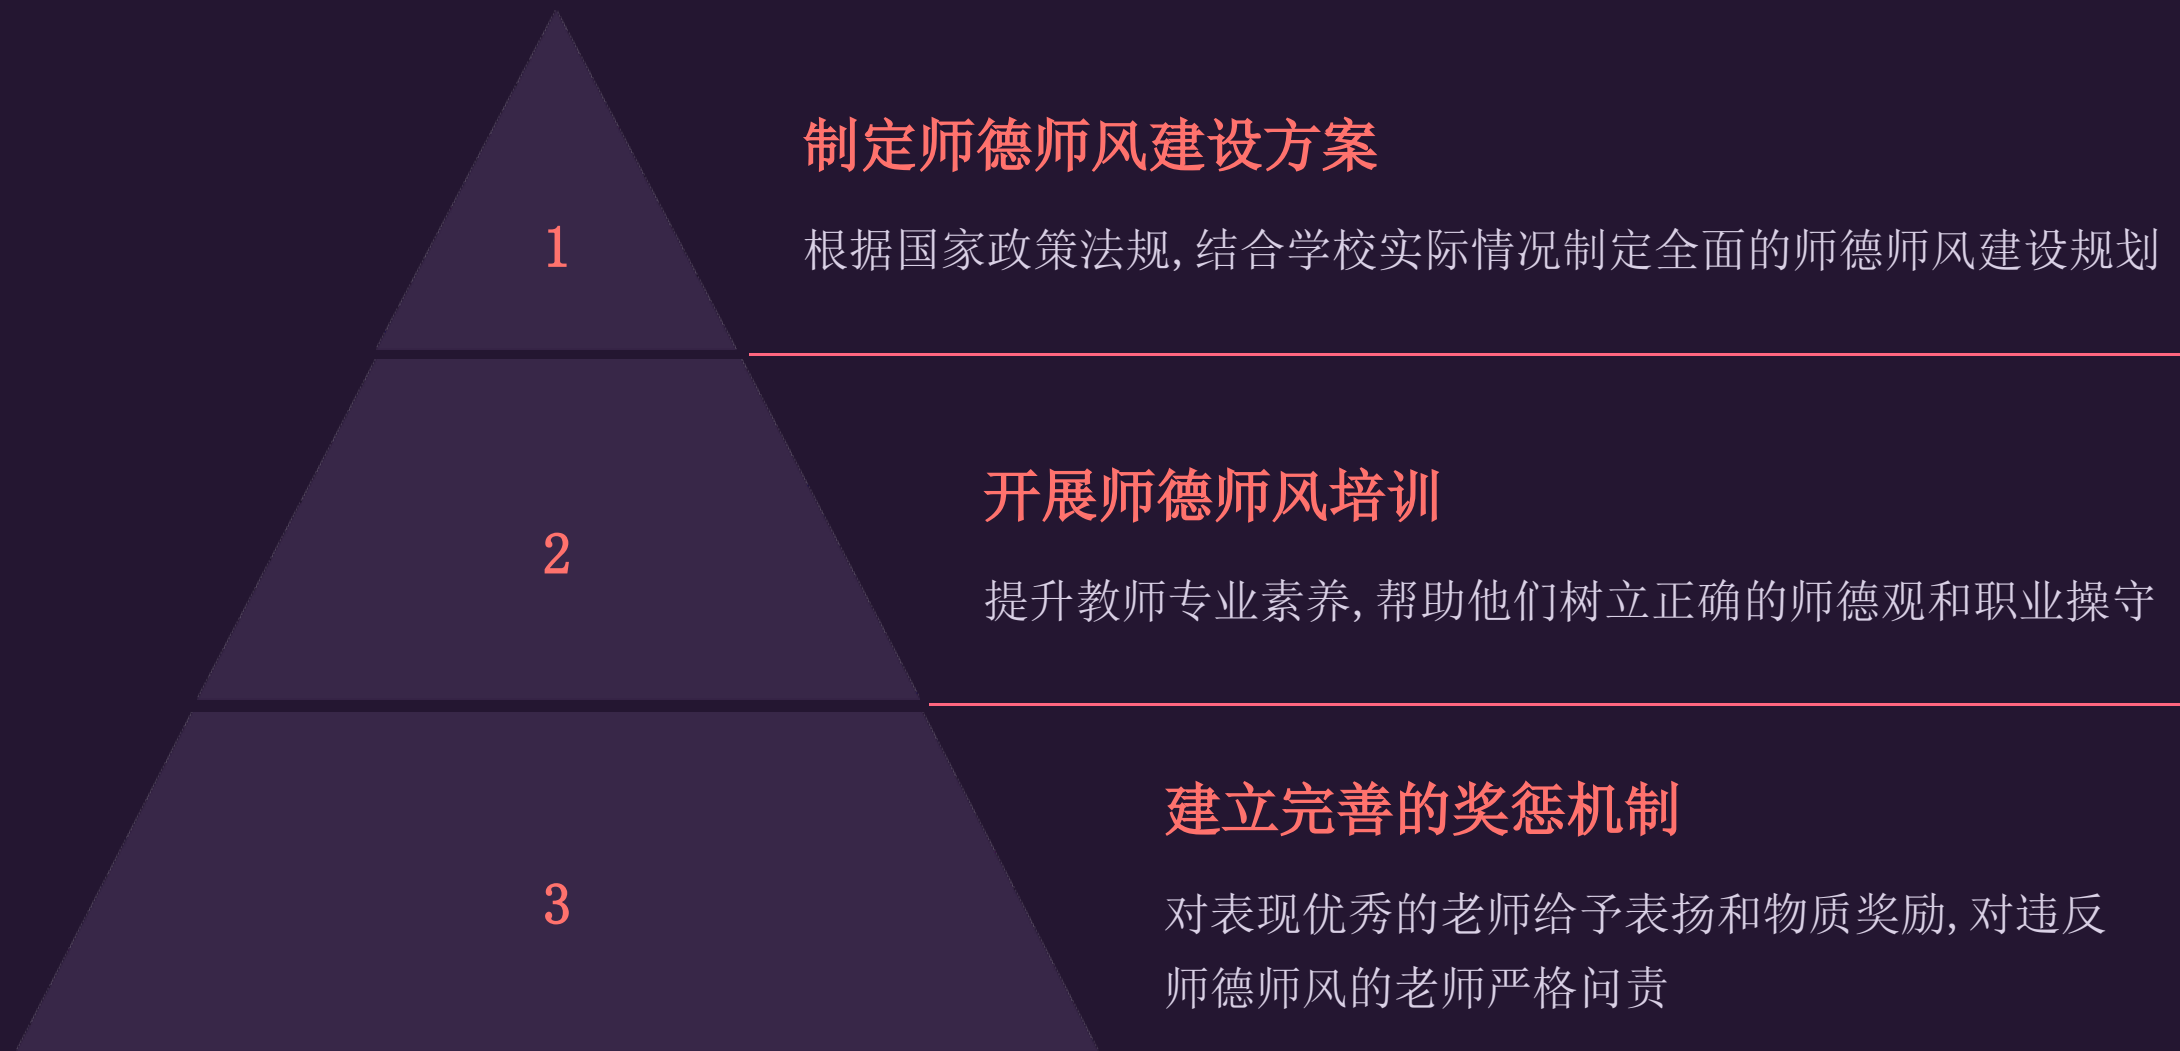 1
制定师德师风建设方案
根据国家政策法规,结合学校实际情况制定全面的师德师风建设规划
2
开展师德师风培训
提升教师专业素养,帮助他们树立正确的师德观和职业操守
3
建立完善的奖惩机制
对表现优秀的老师给予表扬和物质奖励,对违反
师德师风的老师严格问责